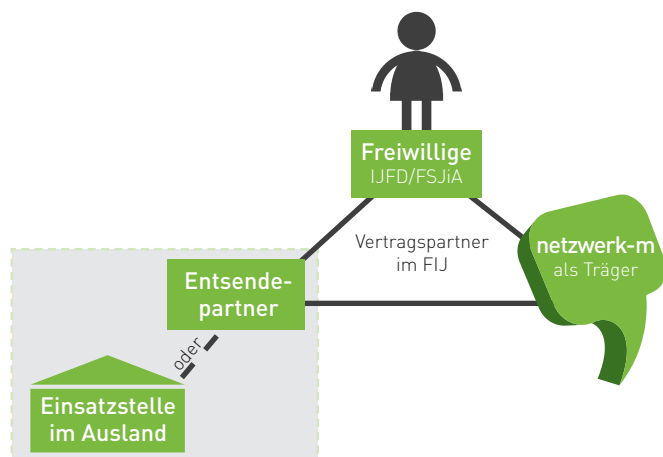 Freiwillige
IJFD/FSJiA
Vertragspartner
im FIJ
netzwerk-m
als Träger
Entsende-
partner
oder
Einsatzstelle
im Ausland